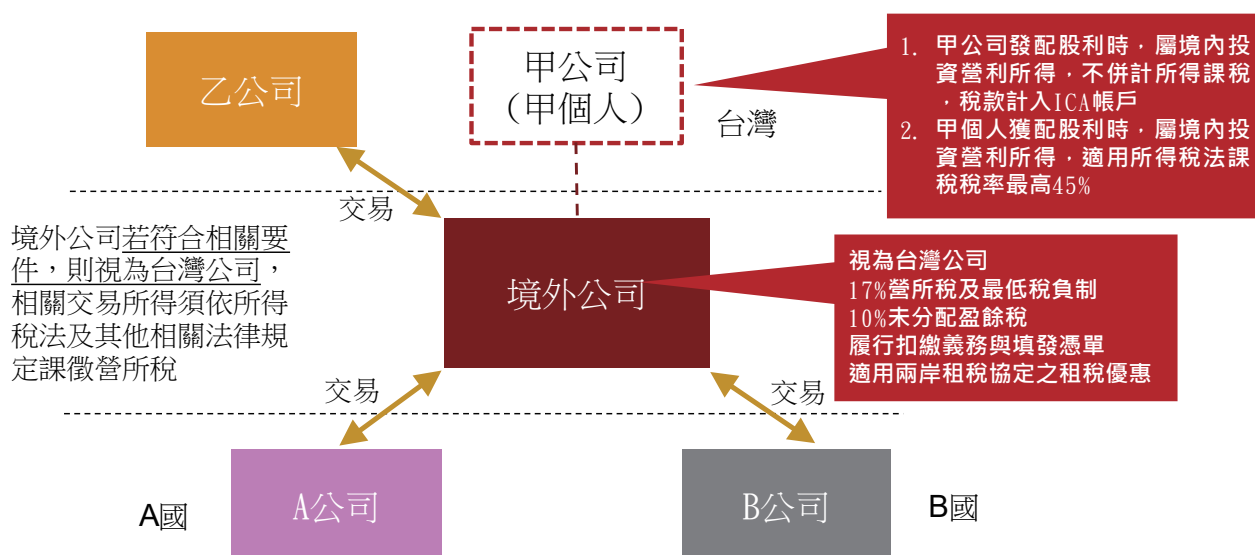 乙公司
甲公司
（甲個人）
台灣
1. 甲公司發配股利時，屬境內投
資營利所得，不併計所得課稅
，稅款計入ICA帳戶
2. 甲個人獲配股利時，屬境內投
資營利所得，適用所得稅法課
稅稅率最高45%
交易
境外公司若符合相關要
件，則視為台灣公司，
相關交易所得須依所得
稅法及其他相關法律規
定課徵營所稅
境外公司
視為台灣公司
17%營所稅及最低稅負制
10%未分配盈餘稅
履行扣繳義務與填發憑單
適用兩岸租稅協定之租稅優惠
交易
交易
A國
A公司
B公司
B國